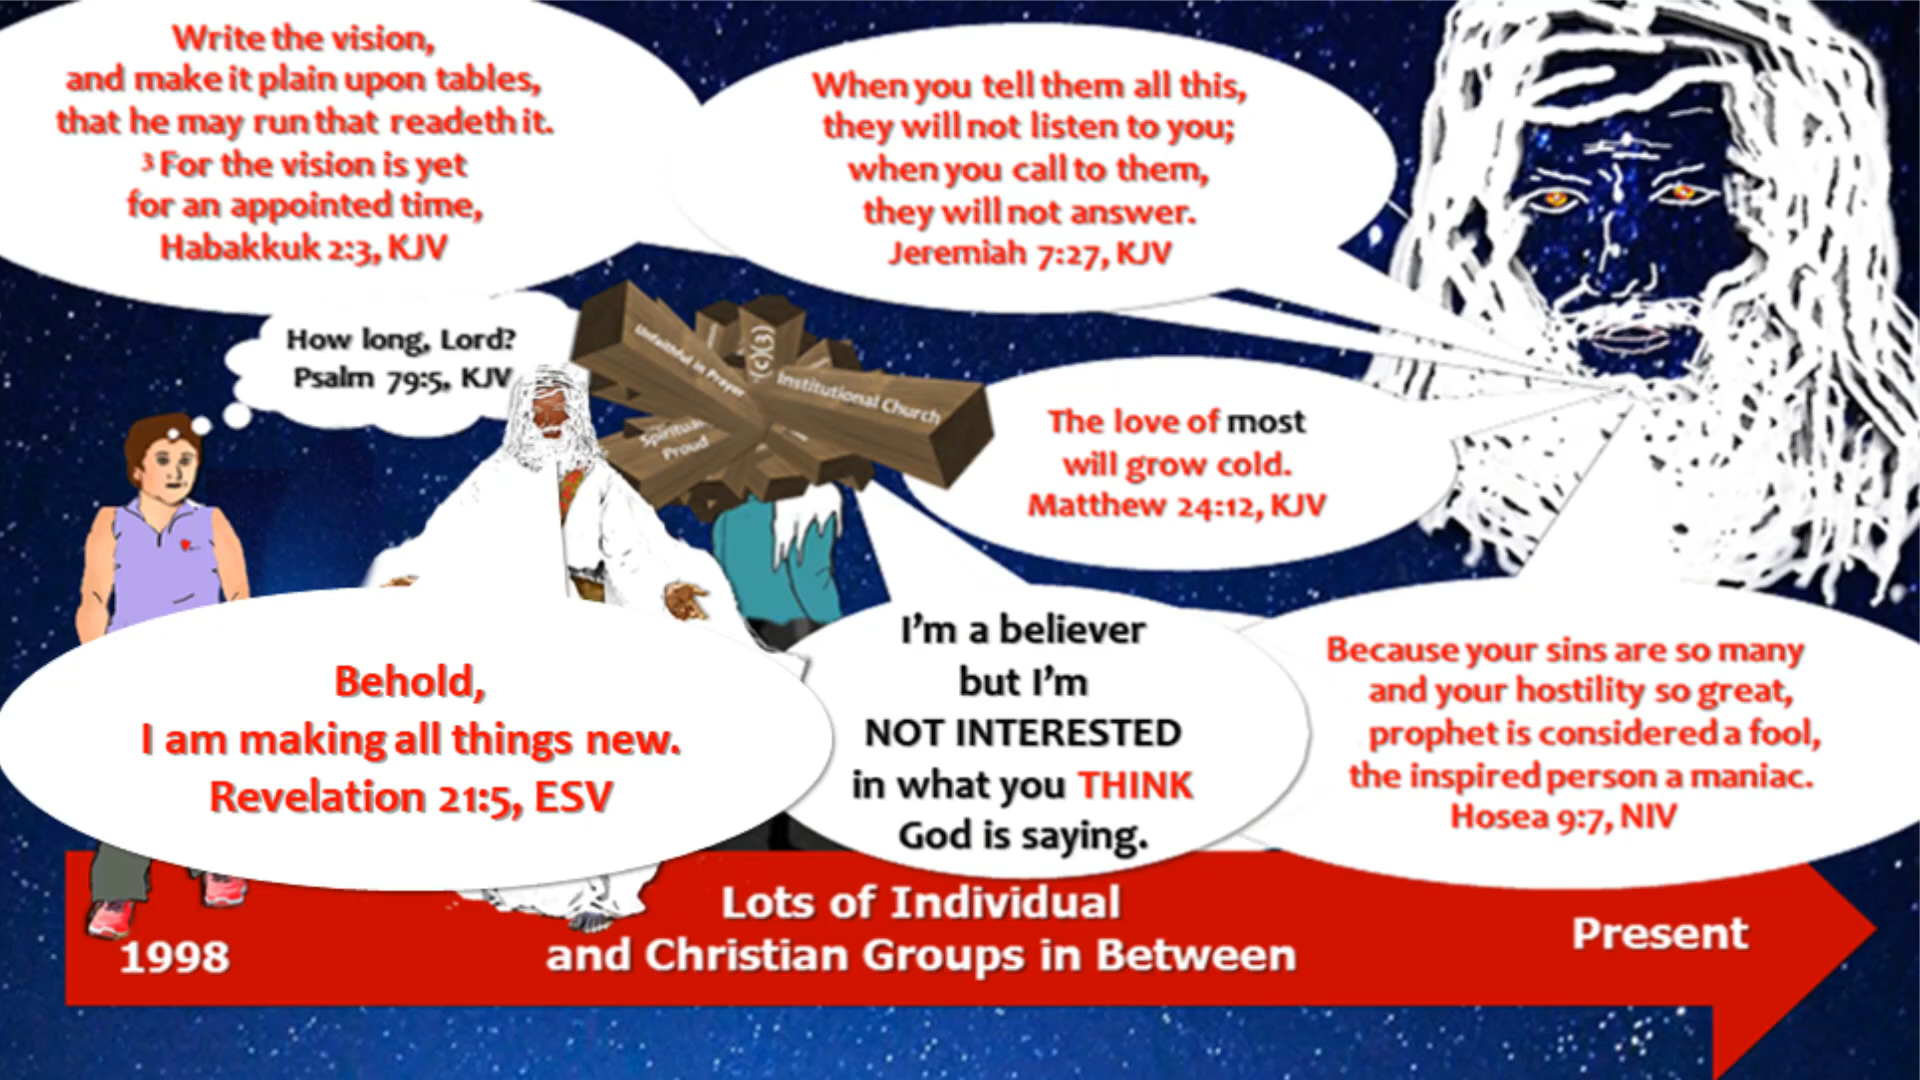 Write the vision,
and make it plain upon tables,
that he may run that readeth it.
3 For the vision is yet
for an appointed time,
Habakkuk 2:3, KJV
When you tell them all this,
they will not listen to you;
when you call to them,
they will not answer.
Jeremiah 7:27, KJV
How long, Lord?
Psalm 79:5, KJV
Unfaithful in Prayer
(c)(3)
Institutional Church
Spiritual
Proud
The love of most
will grow cold.
Matthew 24:12, KJV
Behold,
I am making all things new.
Revelation 21:5, ESV
I'm a believer
but I'm
NOT INTERESTED
in what you THINK
God is saying.
Because your sins are so many
and your hostility so great,
prophet is considered a fool,
the inspired person a maniac.
Hosea 9:7, NIV
1998
Lots of Individual
and Christian Groups in Between
Present